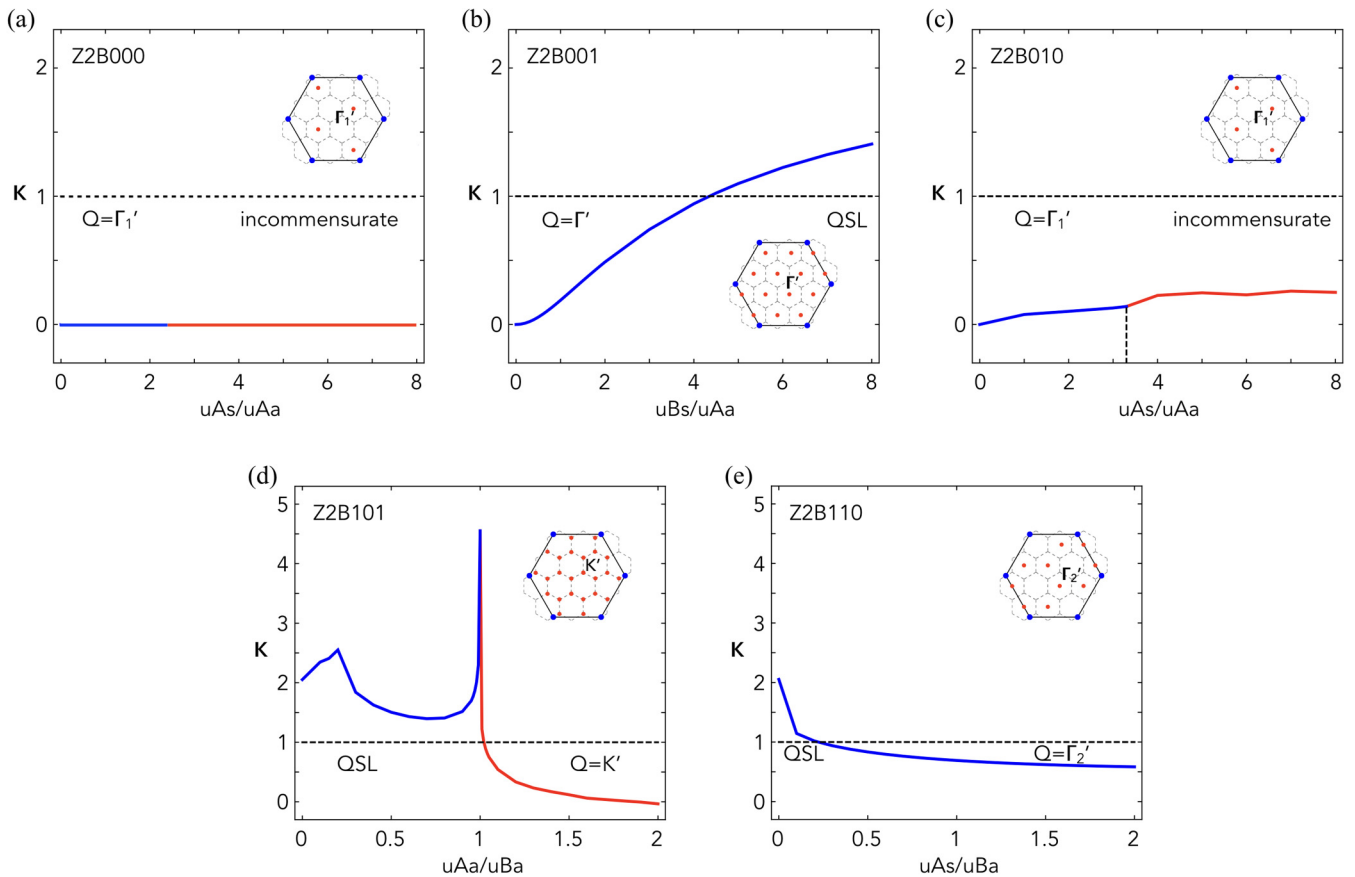 (a)
Z2B000
2
Γ₁′
K
1
Q=Γ₁′ incommensurate
0
0 2 4 6 8
uAs/uAa
(b)
Z2B001
2
1
Q=Γ′ QSL
Γ′
0
0 2 4 6 8
uBs/uAa
(c)
Z2B010
2
Γ₁′
K
1
Q=Γ₁′ incommensurate
0
0 2 4 6 8
uAs/uAa
(d)
5
Z2B101
4
K′
3
K
2
1
QSL Q=K′
0
0 0.5 1 1.5 2
uAa/uBa
(e)
5
Z2B110
4
Γ₂′
3
K
2
1
QSL Q=Γ₂′
0
0 0.5 1 1.5 2
uAs/uBa